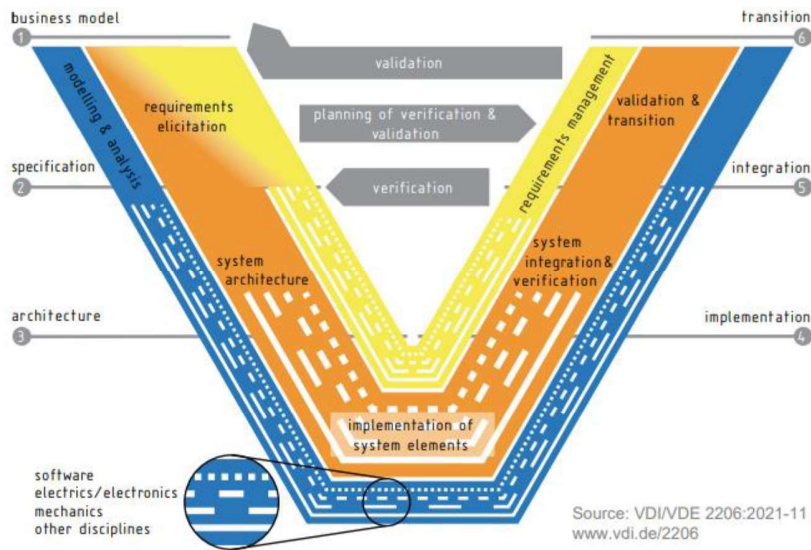 business model
1
transition
6
validation
modelling & analysis
requirements
elicitation
planning of verification &
validation
requirements management
validation &
transition
specification
2
verification
integration
5
system
architecture
system
integration &
verification
architecture
3
implementation
4
implementation of
system elements
software
electrics/electronics
mechanics
other disciplines
Source: VDI/VDE 2206:2021-11
www.vdi.de/2206